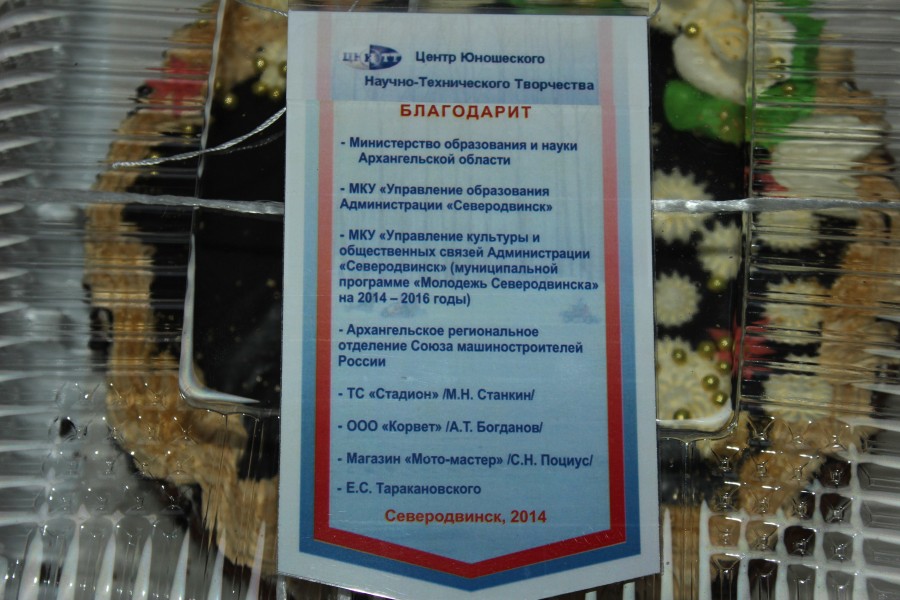 ЦЮНТТ Центр Юношеского
Научно-Технического Творчества
БЛАГОДАРИТ
- Министерство образования и науки
Архангельской области
- МКУ «Управление образования
Администрации «Северодвинск»
- МКУ «Управление культуры и
общественных связей Администрации
«Северодвинск» (муниципальной
программе «Молодежь Северодвинска»
на 2014 – 2016 годы)
- Архангельское региональное
отделение Союза машиностроителей
России
- ТС «Стадион» /М.Н. Станкин/
- ООО «Корвет» /А.Т. Богданов/
- Магазин «Мото-мастер» /С.Н. Поциус/
- Е.С. Таракановского
Северодвинск, 2014